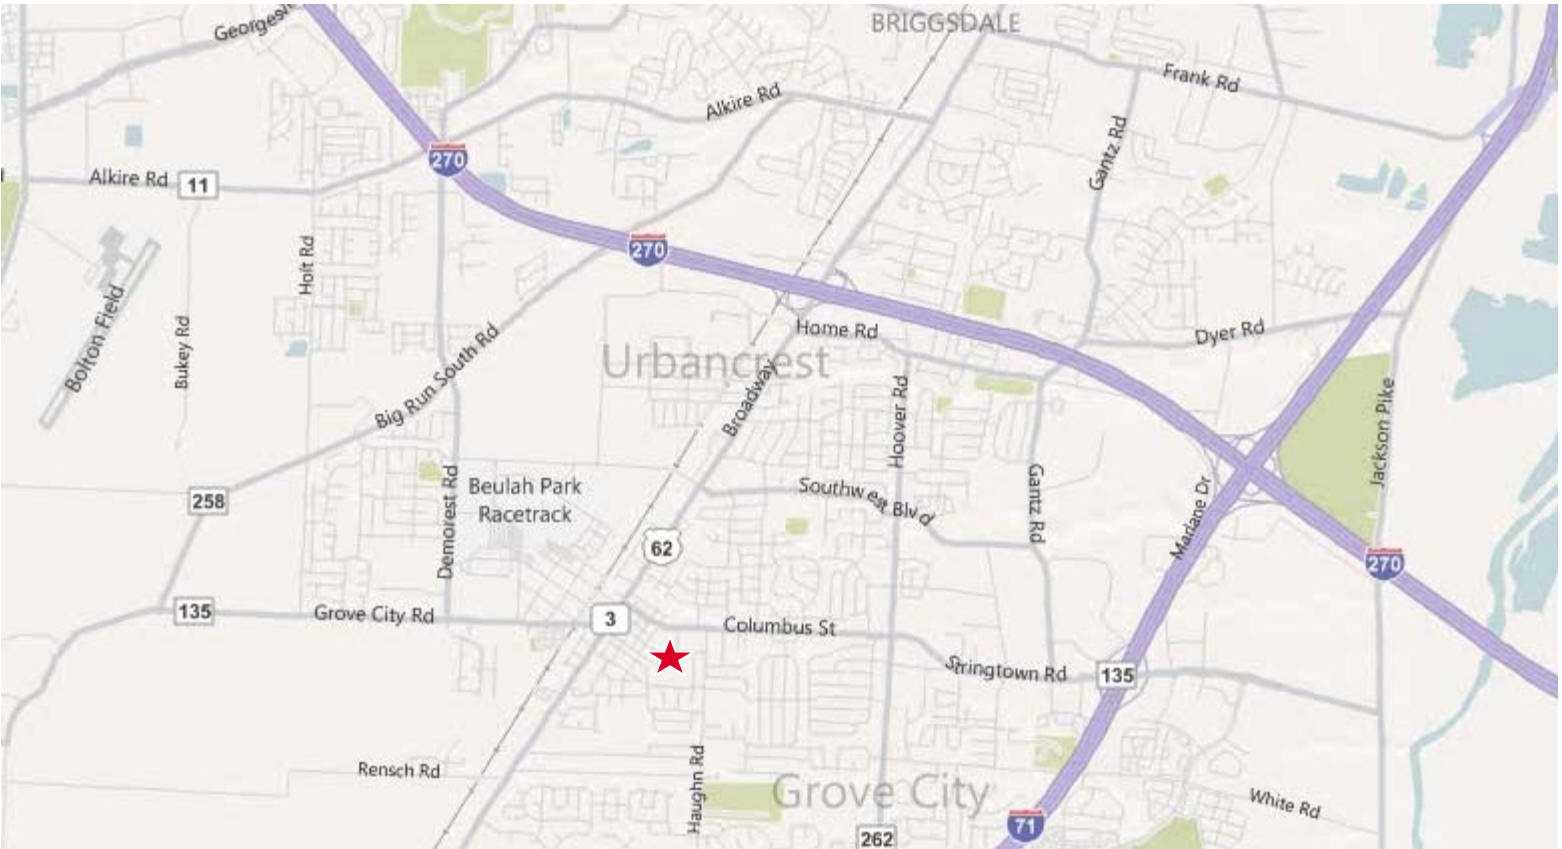 Georges
BRIGGSDALE
Frank Rd
Alkire Rd
Gantz Rd
270
Alkire Rd
11
270
Hoit Rd
Bolton Field
Bukey Rd
Home Rd
Dyer Rd
Urbancrest
Big Run South Rd
Broadway
Hoover Rd
Jackson Pike
Beulah Park
Racetrack
Demorest Rd
258
Southwest Blvd
Gantz Rd
Marlane Dr
62
270
135
Grove City Rd
3
Columbus St
Stringtown Rd
135
Rensch Rd
Haughn Rd
Grove City
White Rd
71
262